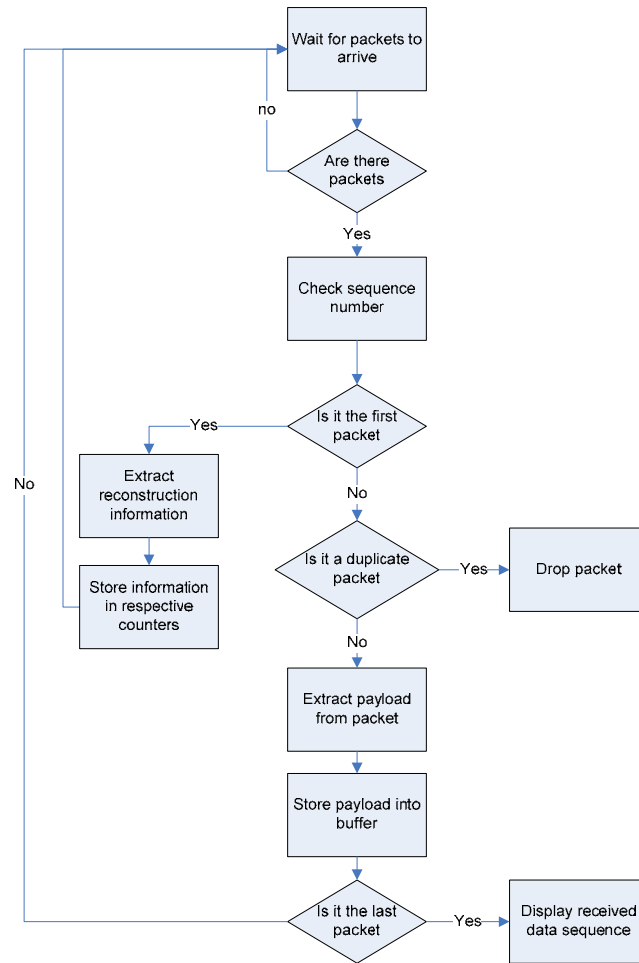 Wait for packets to
arrive
no
Are there
packets
Yes
Check sequence
number
Is it the first
packet
Yes
Extract
reconstruction
information
No
No
Is it a duplicate
packet
Yes
Drop packet
Store information
in respective
counters
No
Extract payload
from packet
Store payload into
buffer
Is it the last
packet
Yes
Display received
data sequence